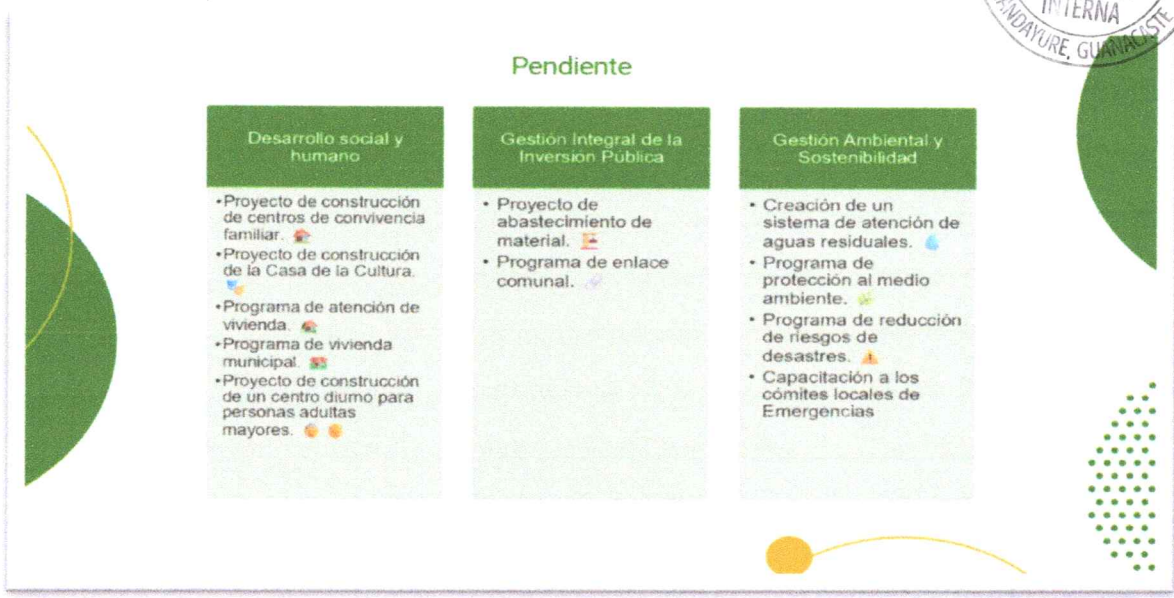 INTERNA
ANDAYURE, GUANACASTE
Pendiente
Desarrollo social y
humano
•Proyecto de construcción
de centros de convivencia
familiar.
•Proyecto de construcción
de la Casa de la Cultura.
•Programa de atención de
vivienda.
•Programa de vivienda
municipal.
•Proyecto de construcción
de un centro diurno para
personas adultas
mayores.
Gestión Integral de la
Inversión Pública
• Proyecto de
abastecimiento de
material.
• Programa de enlace
comunal.
Gestión Ambiental y
Sostenibilidad
• Creación de un
sistema de atención de
aguas residuales.
• Programa de
protección al medio
ambiente.
• Programa de reducción
de riesgos de
desastres.
• Capacitación a los
cómites locales de
Emergencias